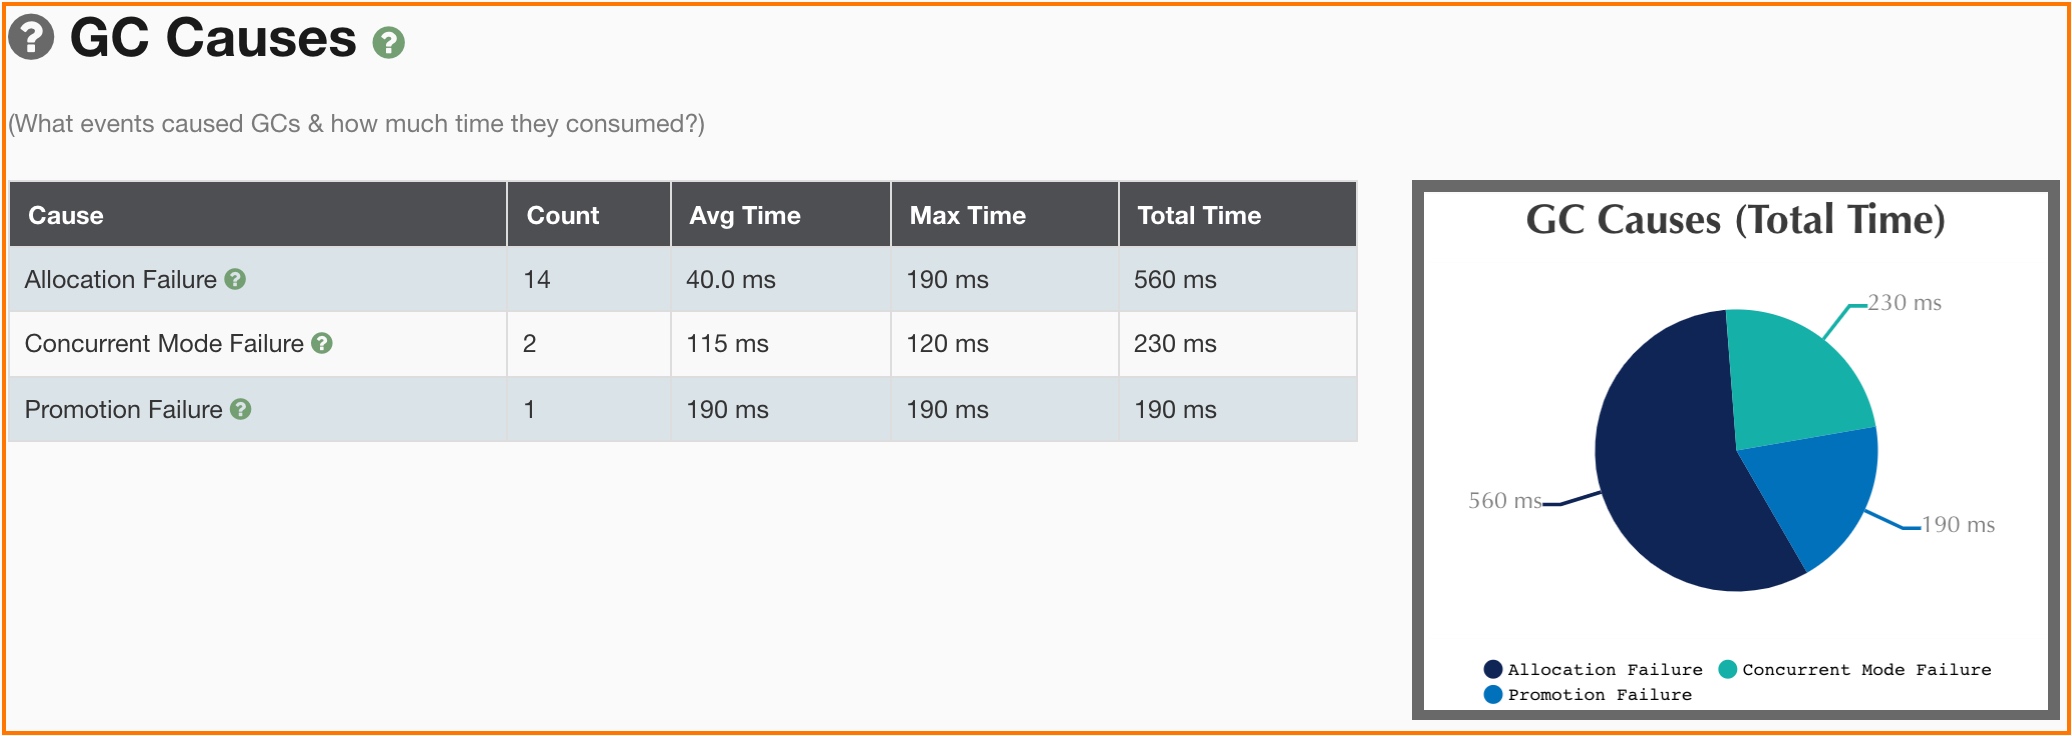 GC Causes
(What events caused GCs & how much time they consumed?)
Cause Count Avg Time Max Time Total Time
Allocation Failure 14 40.0 ms 190 ms 560 ms
Concurrent Mode Failure 2 115 ms 120 ms 230 ms
Promotion Failure 1 190 ms 190 ms 190 ms
GC Causes (Total Time)
230 ms
560 ms
190 ms
Allocation Failure Concurrent Mode Failure
Promotion Failure